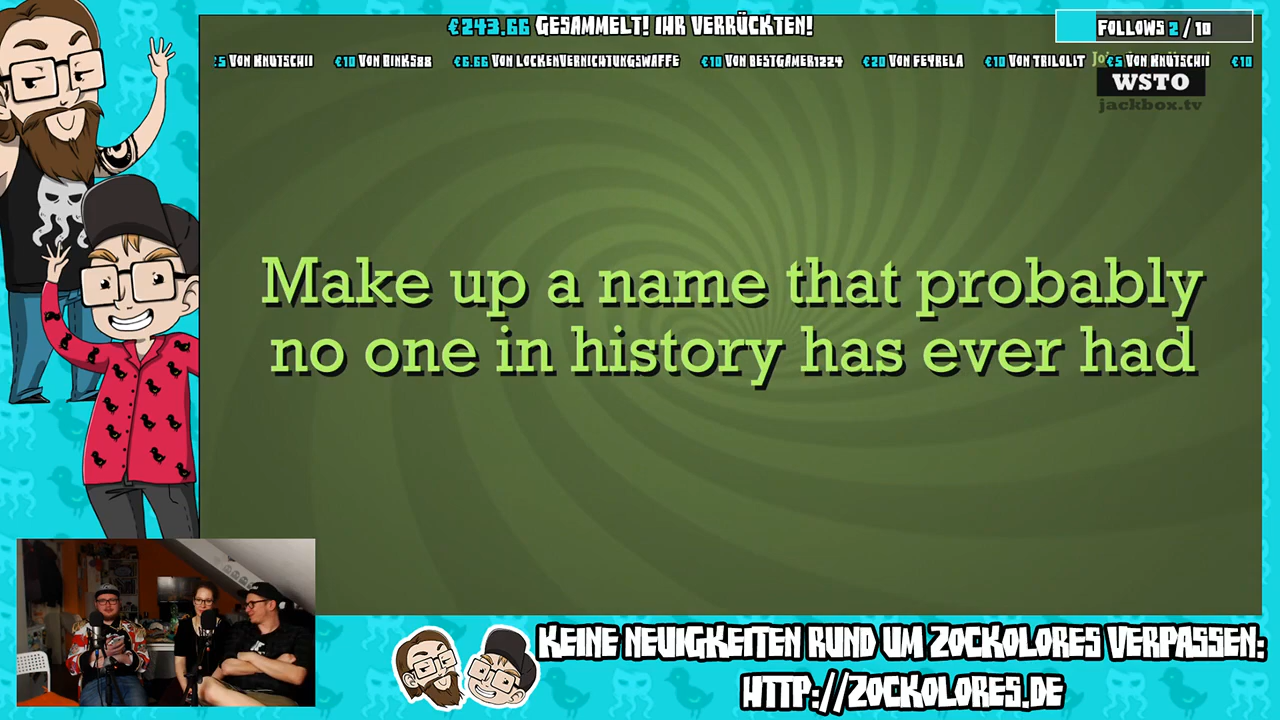 €243.66 GESAMMELT! IHR VERRÜCKTEN!
FOLLOWS 2 / 10
€5 VON KNUTSCHII €10 VON OINKS88 €6.66 VON LOCKENVERNICHTUNGSWAFFE €10 VON BESTGAMER1224 €20 VON FEYRELA €10 VON TRILOLIT €5 VON KNUTSCHII €10
WSTO
jackbox.tv
Make up a name that probably
no one in history has ever had
KEINE NEUIGKEITEN RUND UM ZOCKOLORES VERPASSEN:
HTTP://ZOCKOLORES.DE